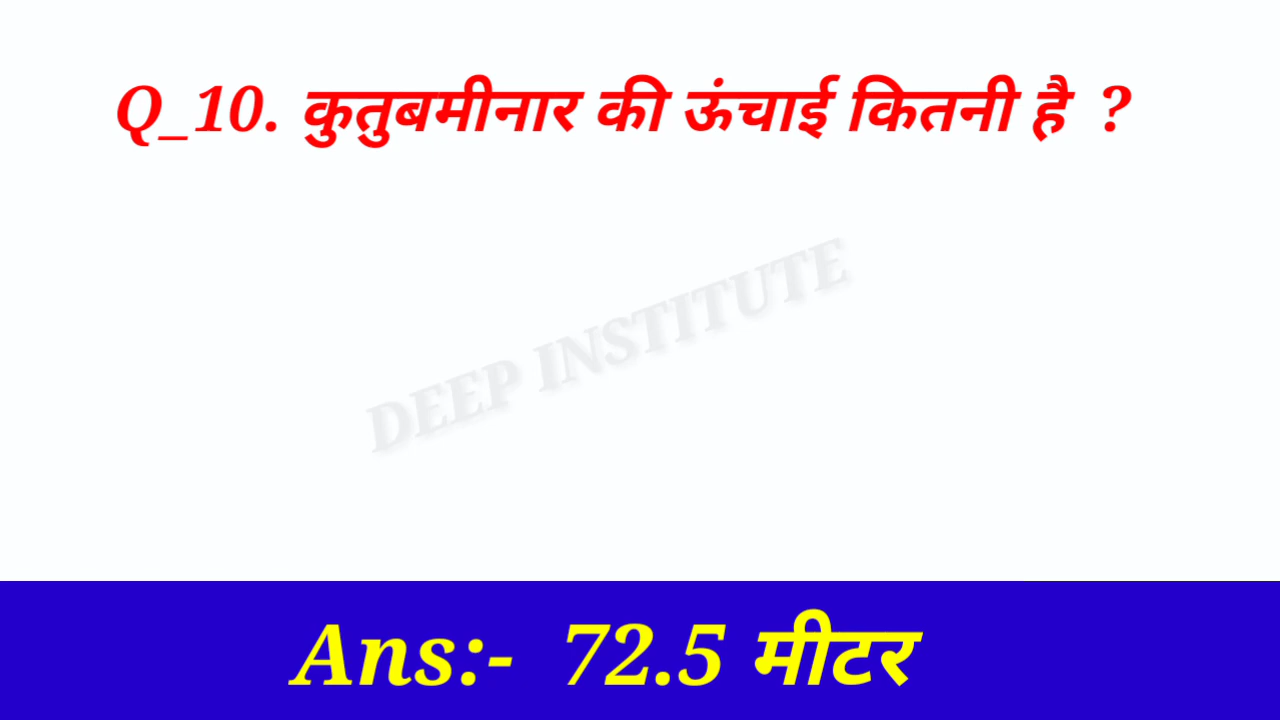 Q_10. कुतुबमीनार की ऊंचाई कितनी है ?
DEEP INSTITUTE
Ans:- 72.5 मीटर